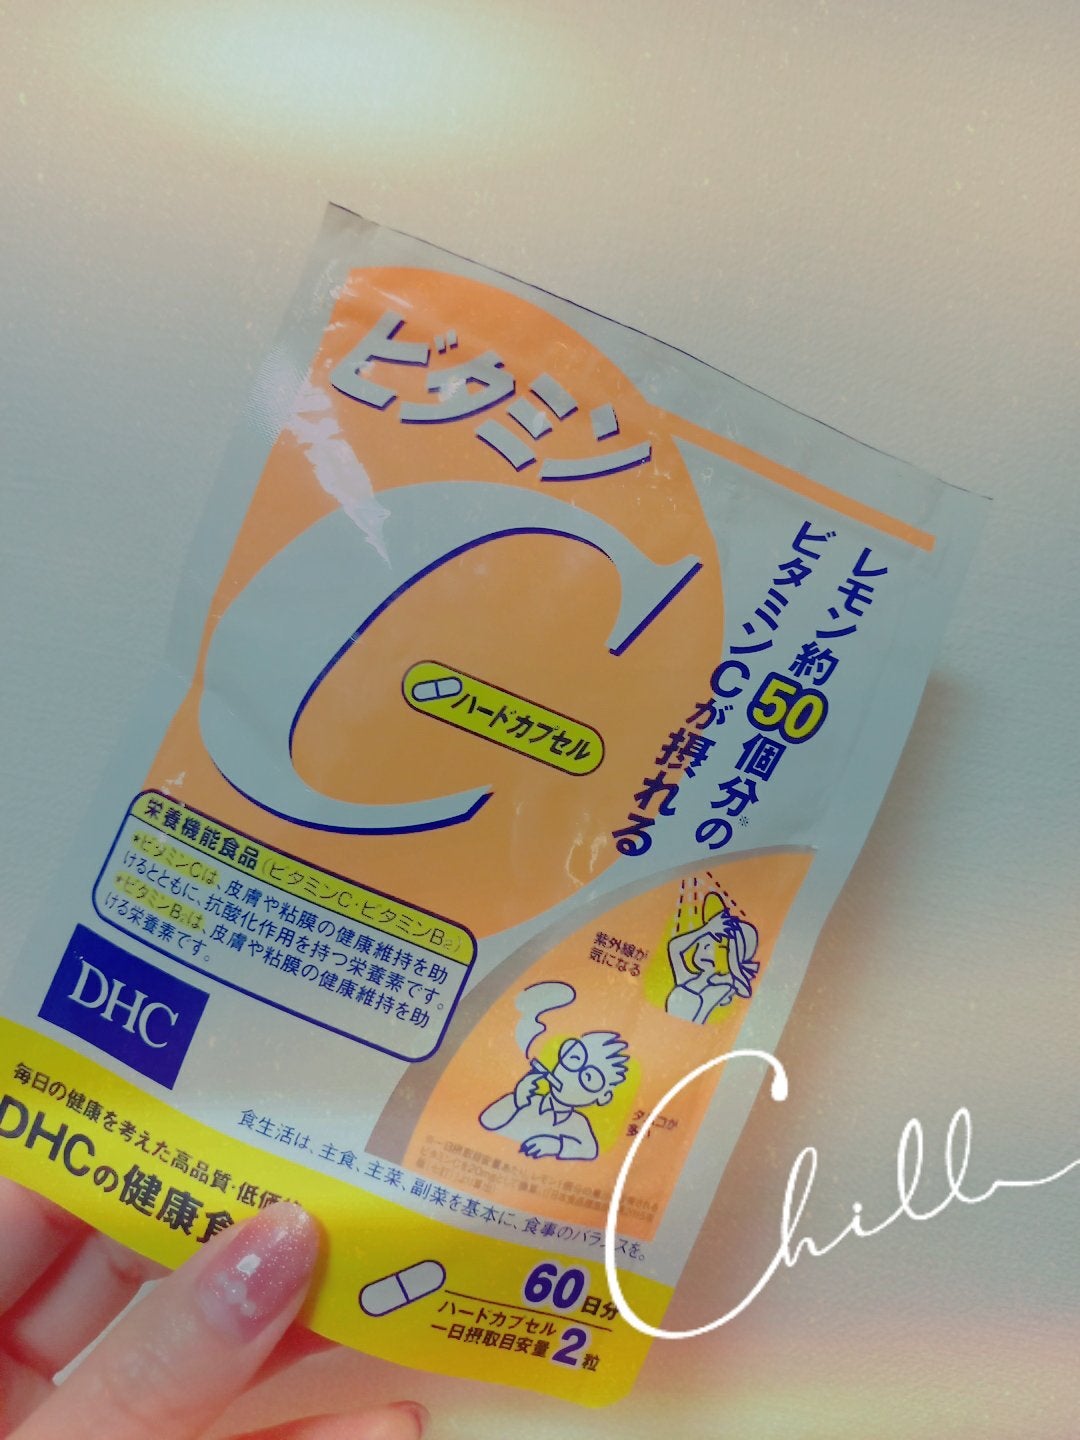 ビタミン
C
ハードカプセル
レモン約50個分の※
ビタミンCが摂れる
栄養機能食品(ビタミンC・ビタミンB₂)
*ビタミンCは、皮膚や粘膜の健康維持を助
けるとともに、抗酸化作用を持つ栄養素です。
*ビタミンB₂は、皮膚や粘膜の健康維持を助
ける栄養素です。
紫外線が
気になる
DHC
毎日の健康を考えた高品質・低価
DHCの健康食
食生活は、主食、主菜、副菜を基本に、食事のバランスを。
60日分
ハードカプセル
一日摂取目安量2粒
Chill